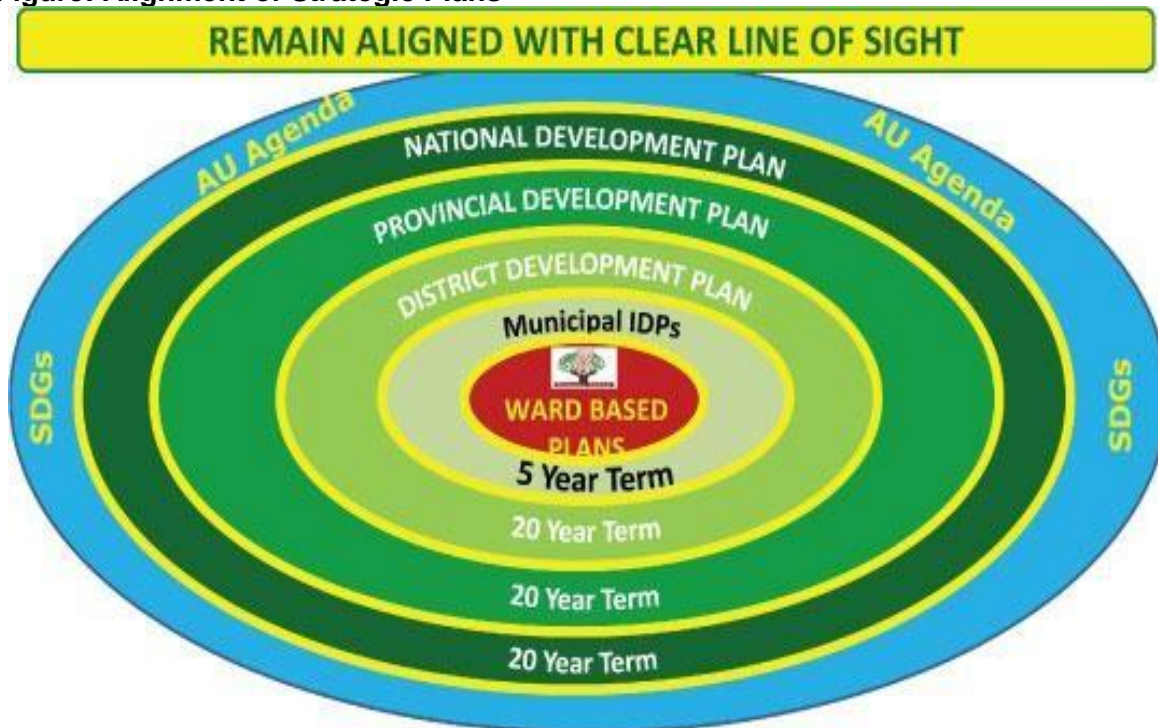 Figure: Alignment of Strategic Plans
REMAIN ALIGNED WITH CLEAR LINE OF SIGHT
AU Agenda
AU Agenda
NATIONAL DEVELOPMENT PLAN
PROVINCIAL DEVELOPMENT PLAN
DISTRICT DEVELOPMENT PLAN
Municipal IDPs
SDGs
SDGs
WARD BASED
PLANS
5 Year Term
20 Year Term
20 Year Term
20 Year Term